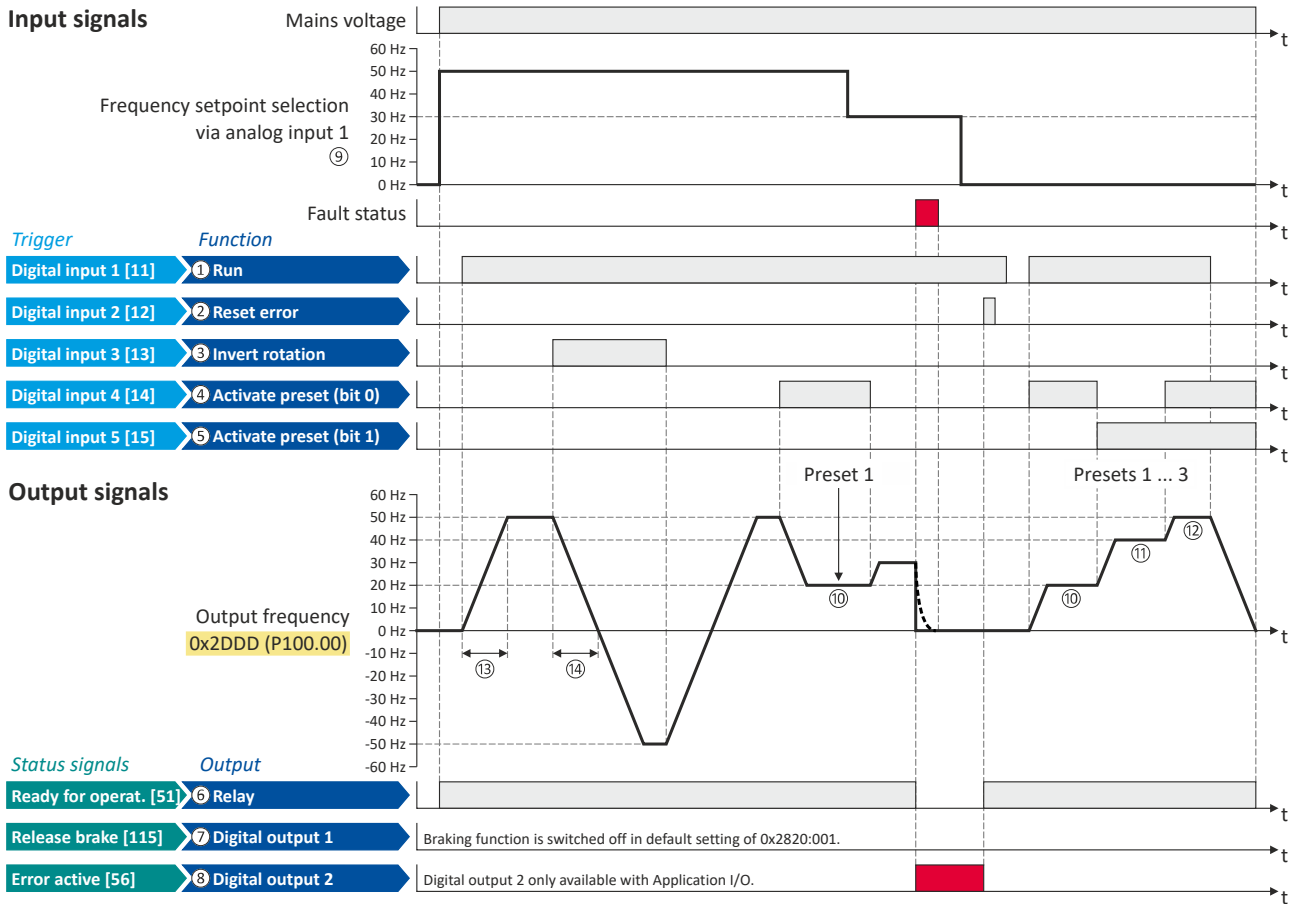 Input signals
Mains voltage
t
60 Hz
50 Hz
40 Hz
30 Hz
20 Hz
10 Hz
0 Hz
Frequency setpoint selection
via analog input 1
⑨
t
Fault status
t
Trigger Function
Digital input 1 [11] ① Run
t
Digital input 2 [12] ② Reset error
t
Digital input 3 [13] ③ Invert rotation
t
Digital input 4 [14] ④ Activate preset (bit 0)
t
Digital input 5 [15] ⑤ Activate preset (bit 1)
t
Preset 1
Presets 1 ... 3
Output signals
60 Hz
50 Hz
40 Hz
30 Hz
20 Hz
10 Hz
0 Hz
-10 Hz
-20 Hz
-30 Hz
-40 Hz
-50 Hz
-60 Hz
Output frequency
0x2DDD (P100.00)
⑩
⑩
⑪
⑫
⑬
⑭
t
Status signals Output
Ready for operat. [51] ⑥ Relay
t
Release brake [115] ⑦ Digital output 1
Braking function is switched off in default setting of 0x2820:001.
t
Error active [56] ⑧ Digital output 2
Digital output 2 only available with Application I/O.
t